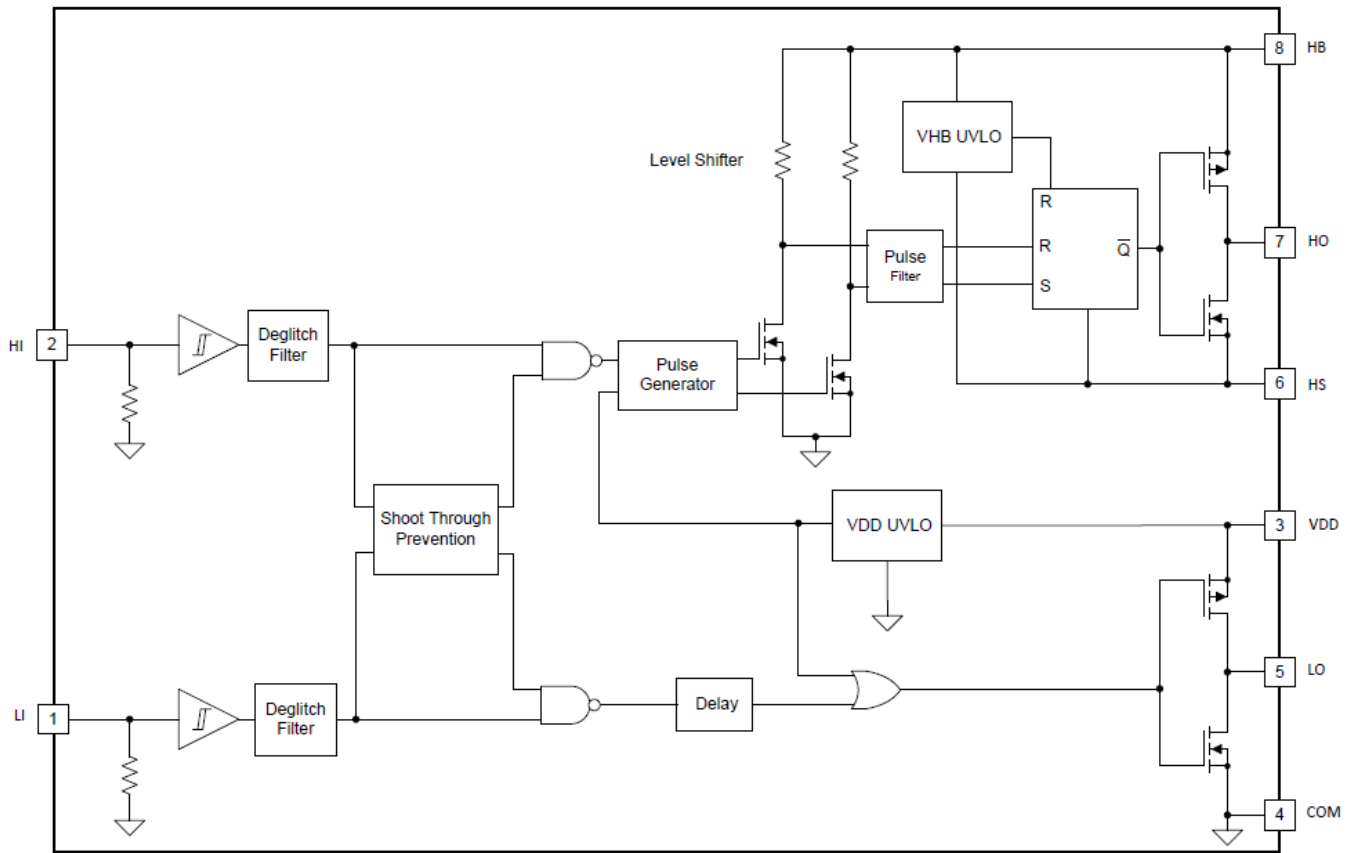 8 HB
VHB UVLO
Level Shifter
R
R
S
Q̅
Pulse
Filter
7 HO
HI 2
Deglitch
Filter
Pulse
Generator
6 HS
Shoot Through
Prevention
VDD UVLO
3 VDD
LI 1
Deglitch
Filter
Delay
5 LO
4 COM